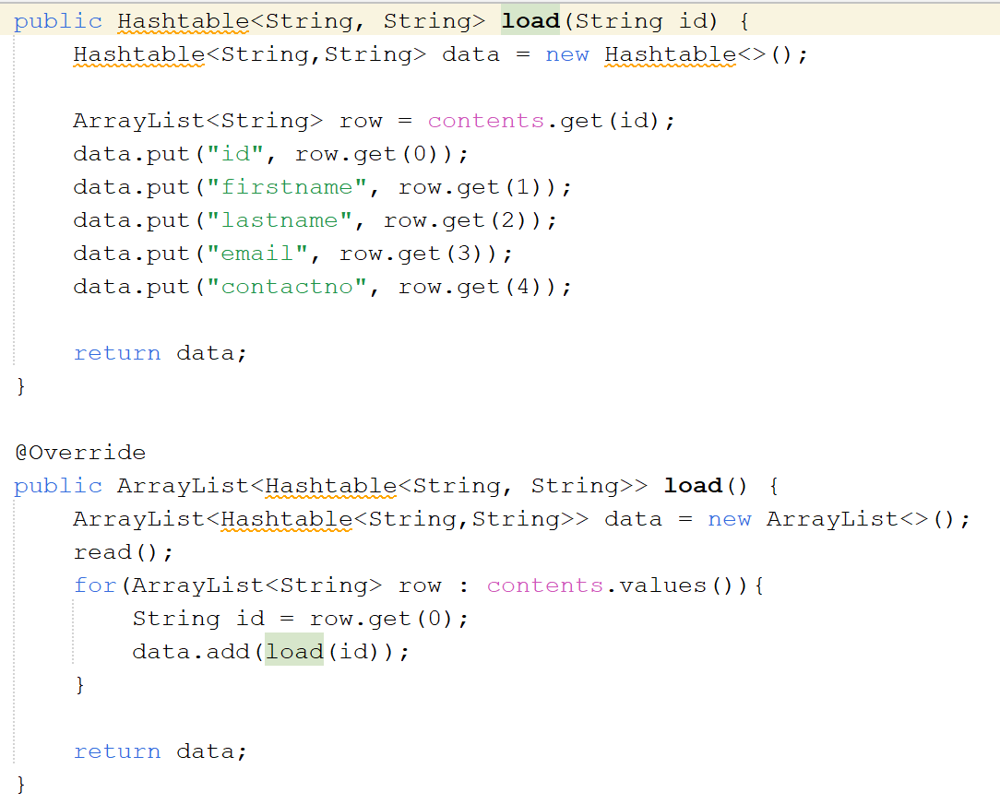 public Hashtable<String, String> load(String id) {
    Hashtable<String,String> data = new Hashtable<>();
    ArrayList<String> row = contents.get(id);
    data.put("id", row.get(0));
    data.put("firstname", row.get(1));
    data.put("lastname", row.get(2));
    data.put("email", row.get(3));
    data.put("contactno", row.get(4));
    return data;
}
@Override
public ArrayList<Hashtable<String, String>> load() {
    ArrayList<Hashtable<String,String>> data = new ArrayList<>();
    read();
    for(ArrayList<String> row : contents.values()){
        String id = row.get(0);
        data.add(load(id));
    }
    return data;
}